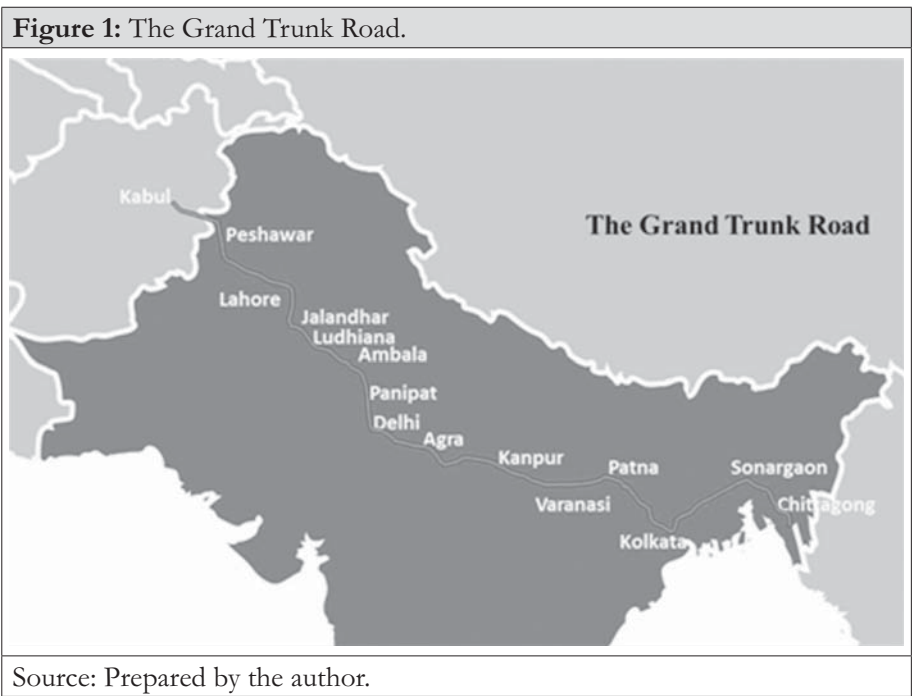 Figure 1: The Grand Trunk Road.
The Grand Trunk Road
Kabul
Peshawar
Lahore
Jalandhar
Ludhiana
Ambala
Panipat
Delhi
Agra
Kanpur
Patna
Sonargaon
Varanasi
Chittagong
Kolkata
Source: Prepared by the author.